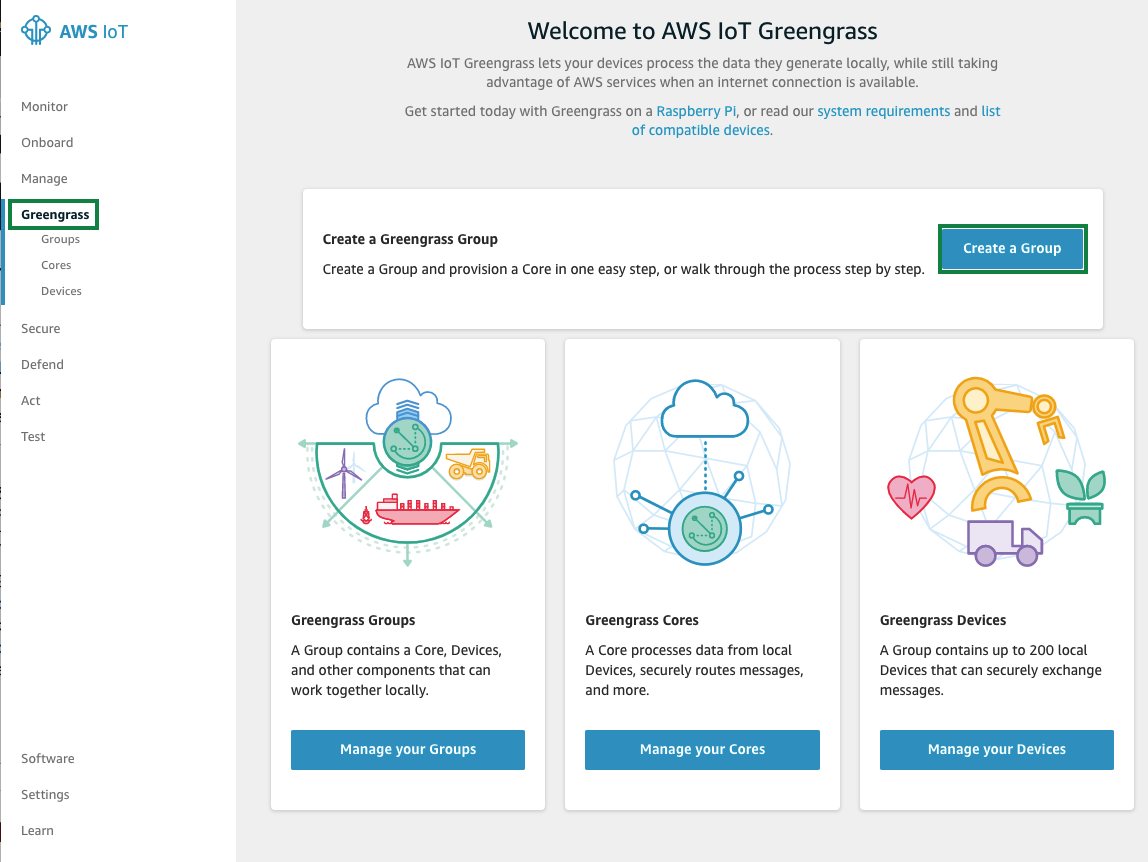 AWS IoT
Monitor
Onboard
Manage
Greengrass
Groups
Cores
Devices
Secure
Defend
Act
Test
Software
Settings
Learn
Welcome to AWS IoT Greengrass
AWS IoT Greengrass lets your devices process the data they generate locally, while still taking
advantage of AWS services when an internet connection is available.
Get started today with Greengrass on a Raspberry Pi, or read our system requirements and list
of compatible devices.
Create a Greengrass Group
Create a Group and provision a Core in one easy step, or walk through the process step by step.
Create a Group
Greengrass Groups
A Group contains a Core, Devices,
and other components that can
work together locally.
Manage your Groups
Greengrass Cores
A Core processes data from local
Devices, securely routes messages,
and more.
Manage your Cores
Greengrass Devices
A Group contains up to 200 local
Devices that can securely exchange
messages.
Manage your Devices